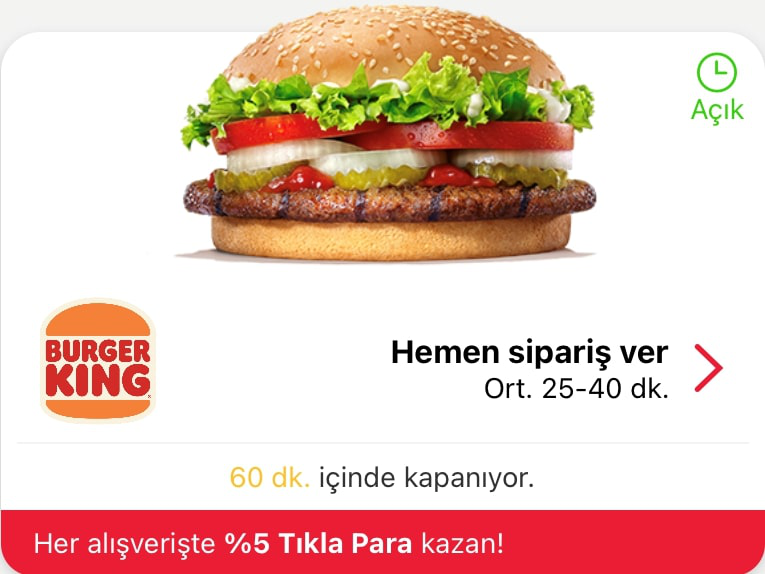 Açık
BURGER
KING
Hemen sipariş ver
Ort. 25-40 dk.
60 dk. içinde kapanıyor.
Her alışverişte %5 Tıkla Para kazan!